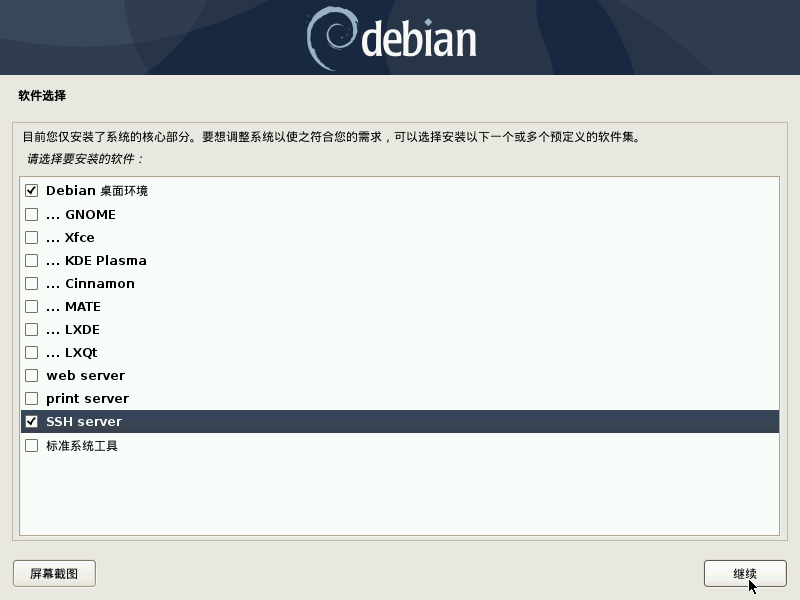 debian
软件选择
目前您仅安装了系统的核心部分。要想调整系统以使之符合您的需求，可以选择安装以下一个或多个预定义的软件集。
请选择要安装的软件：
Debian 桌面环境
... GNOME
... Xfce
... KDE Plasma
... Cinnamon
... MATE
... LXDE
... LXQt
web server
print server
SSH server
标准系统工具
屏幕截图
继续